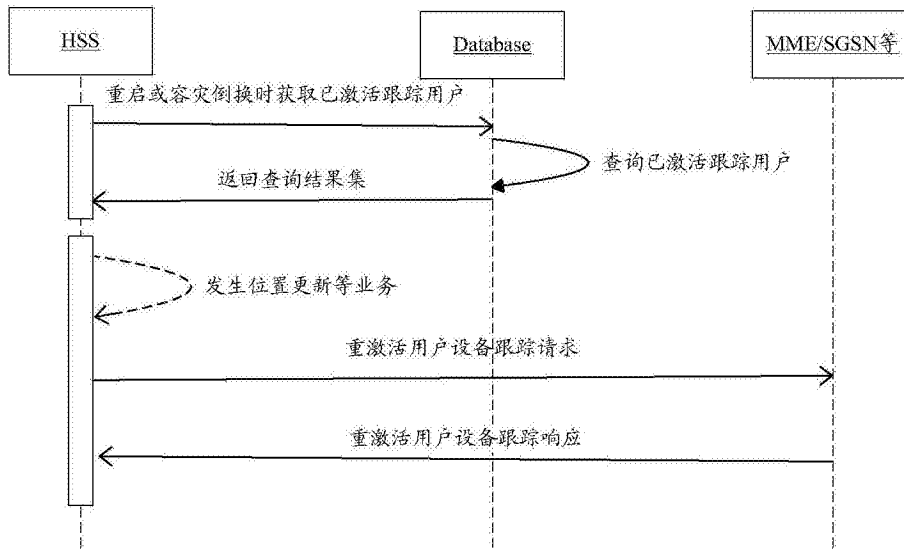 HSS
Database
MME/SGSN等
重启或容灾倒换时获取已激活跟踪用户
查询已激活跟踪用户
返回查询结果集
发生位置更新等业务
重激活用户设备跟踪请求
重激活用户设备跟踪响应